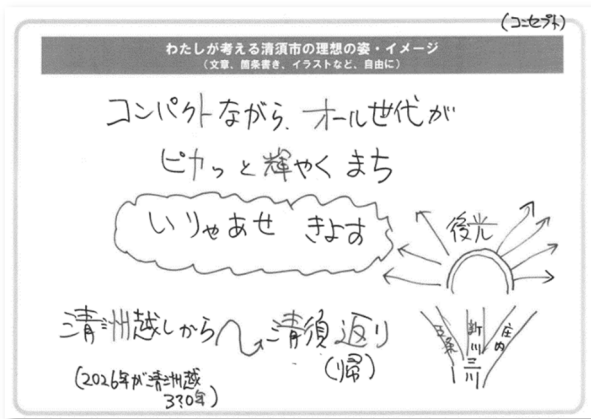 (コンセプト)
わたしが考える清須市の理想の姿・イメージ
(文章、箇条書き、イラストなど、自由に)
コンパクトながら、オール世代が
ピカッと輝やくまち
いりゃあせ きよす
後光
清洲越しから 清須返り
(帰)
(2026年が清洲越
3?0年)
五条
新川
庄内
三川